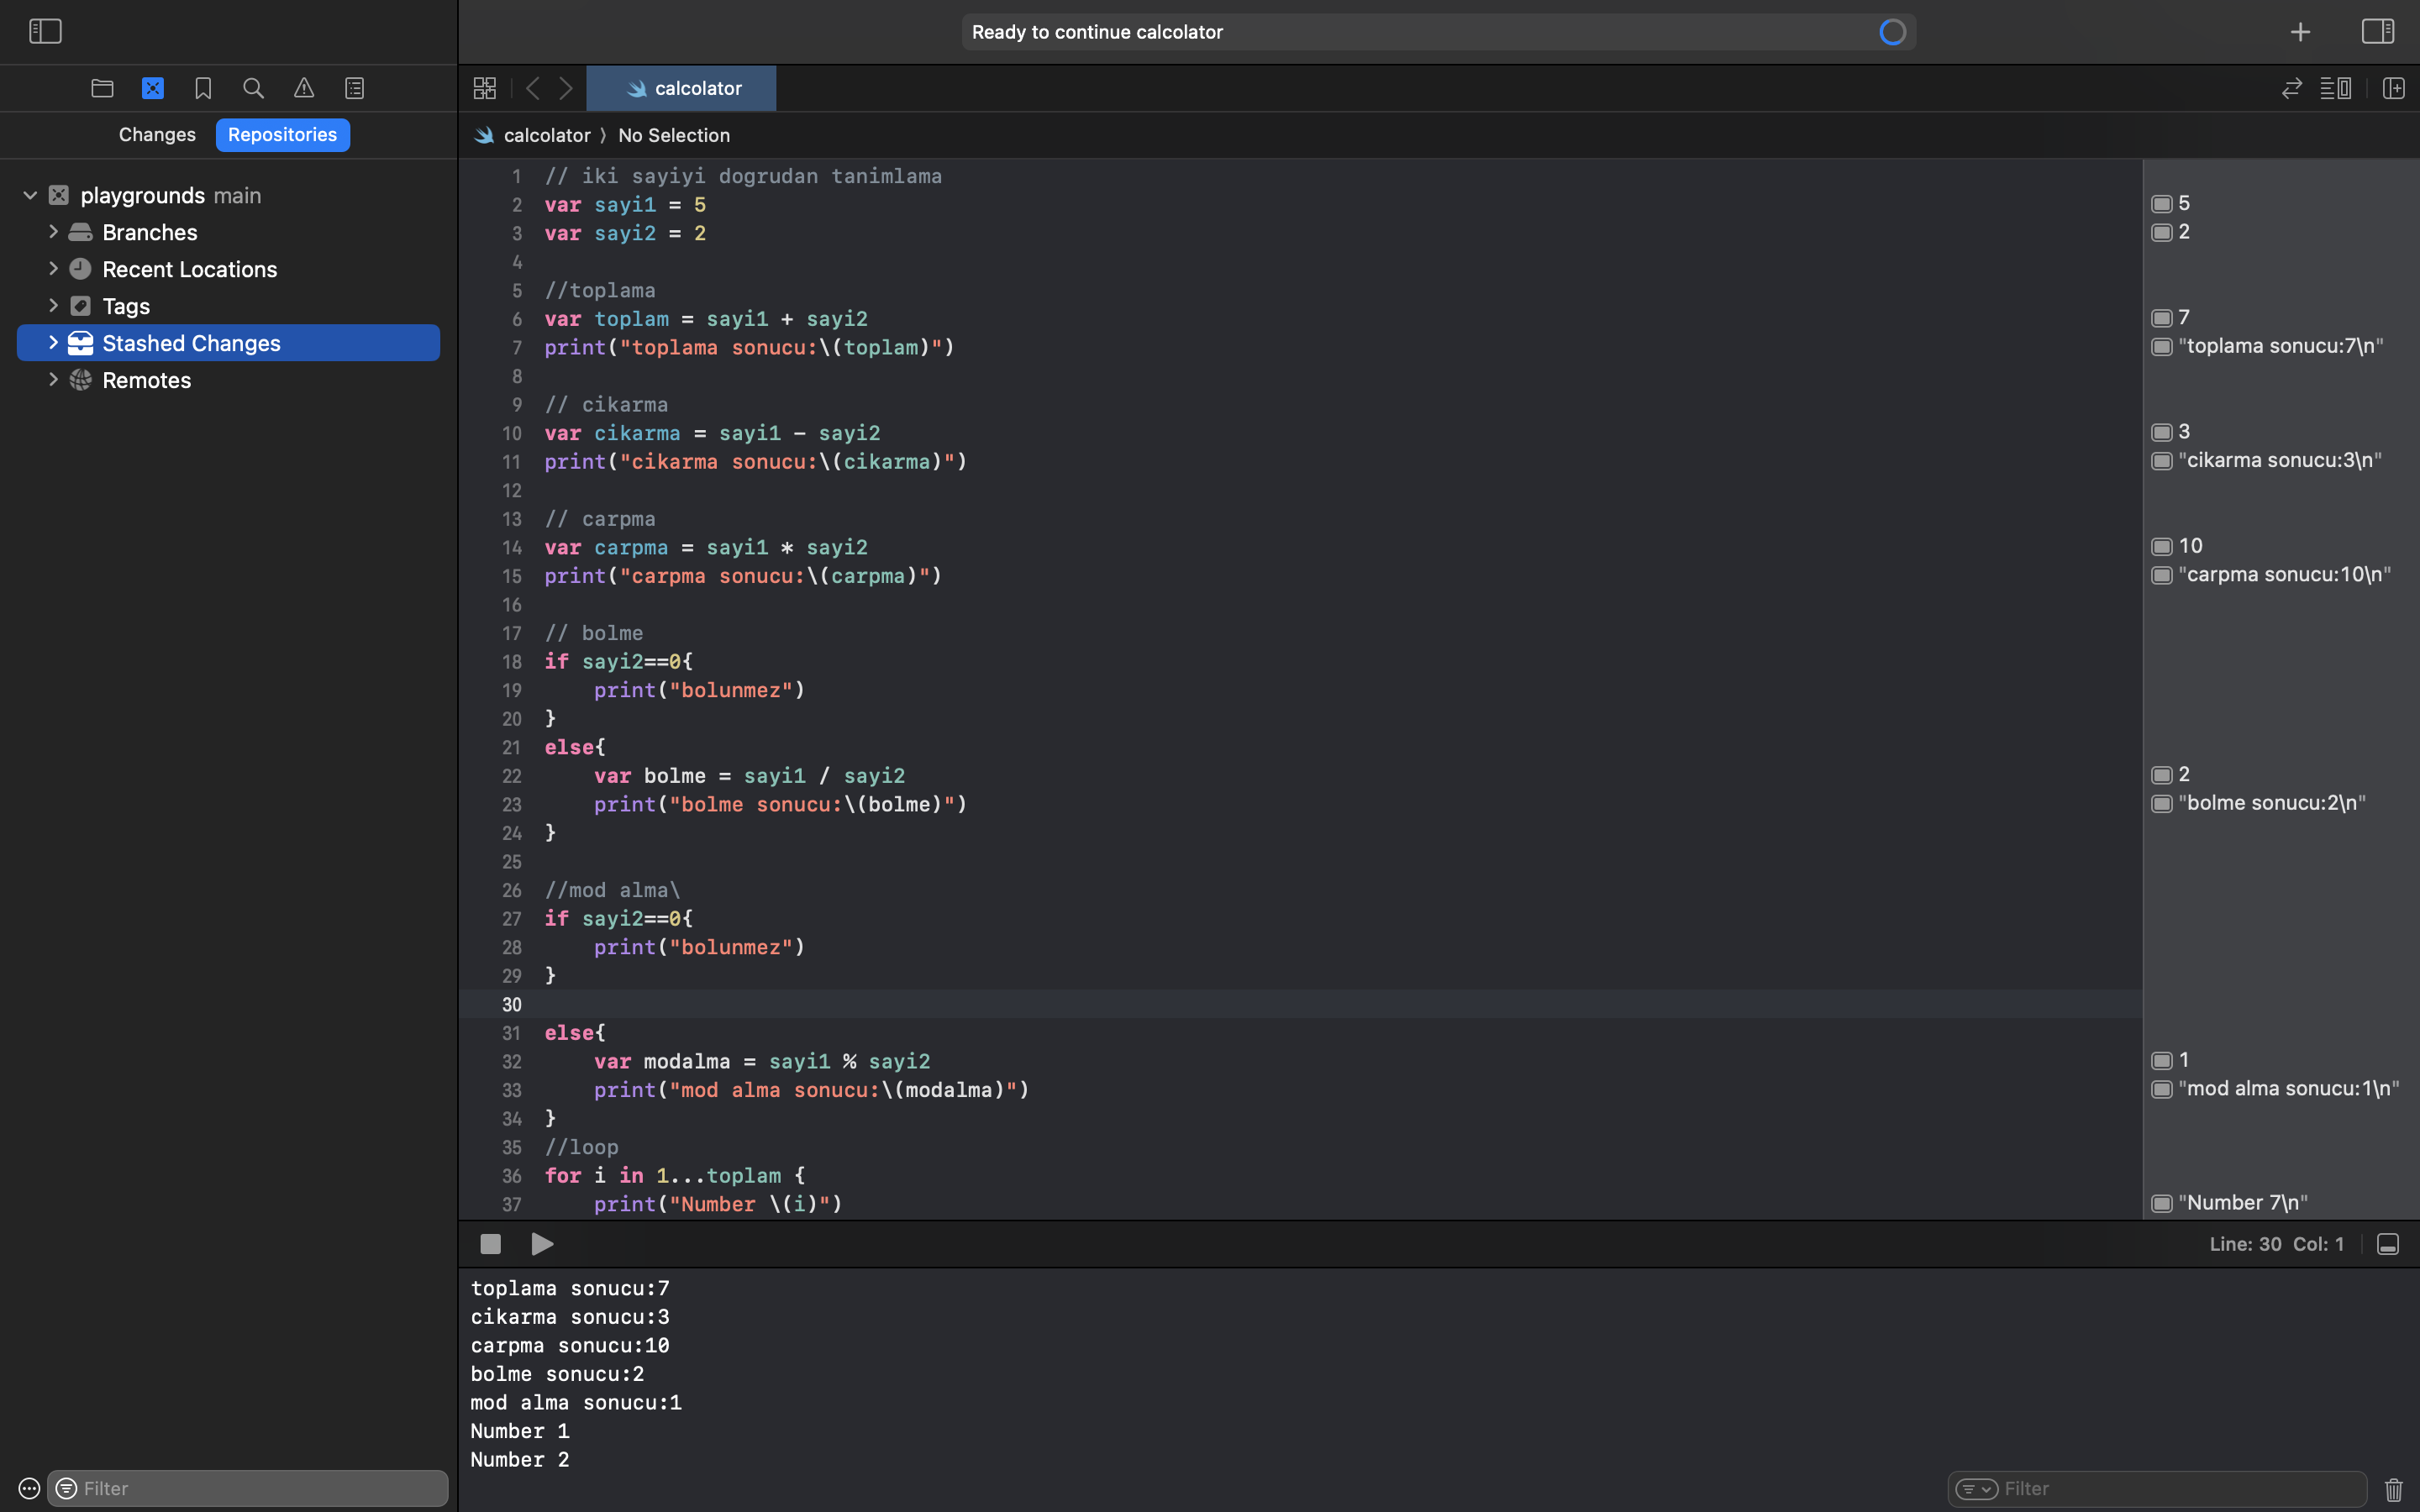 Ready to continue calcolator
calcolator
Changes Repositories
calcolator › No Selection
playgrounds main
Branches
Recent Locations
Tags
Stashed Changes
Remotes
1 // iki sayiyi dogrudan tanimlama
2 var sayi1 = 5 5
3 var sayi2 = 2 2
4
5 //toplama
6 var toplam = sayi1 + sayi2 7
7 print("toplama sonucu:\(toplam)") "toplama sonucu:7\n"
8
9 // cikarma
10 var cikarma = sayi1 - sayi2 3
11 print("cikarma sonucu:\(cikarma)") "cikarma sonucu:3\n"
12
13 // carpma
14 var carpma = sayi1 * sayi2 10
15 print("carpma sonucu:\(carpma)") "carpma sonucu:10\n"
16
17 // bolme
18 if sayi2==0{
19 print("bolunmez")
20 }
21 else{
22 var bolme = sayi1 / sayi2 2
23 print("bolme sonucu:\(bolme)") "bolme sonucu:2\n"
24 }
25
26 //mod alma\
27 if sayi2==0{
28 print("bolunmez")
29 }
30
31 else{
32 var modalma = sayi1 % sayi2 1
33 print("mod alma sonucu:\(modalma)") "mod alma sonucu:1\n"
34 }
35 //loop
36 for i in 1...toplam {
37 print("Number \(i)") "Number 7\n"
Line: 30 Col: 1
toplama sonucu:7
cikarma sonucu:3
carpma sonucu:10
bolme sonucu:2
mod alma sonucu:1
Number 1
Number 2
Filter
Filter